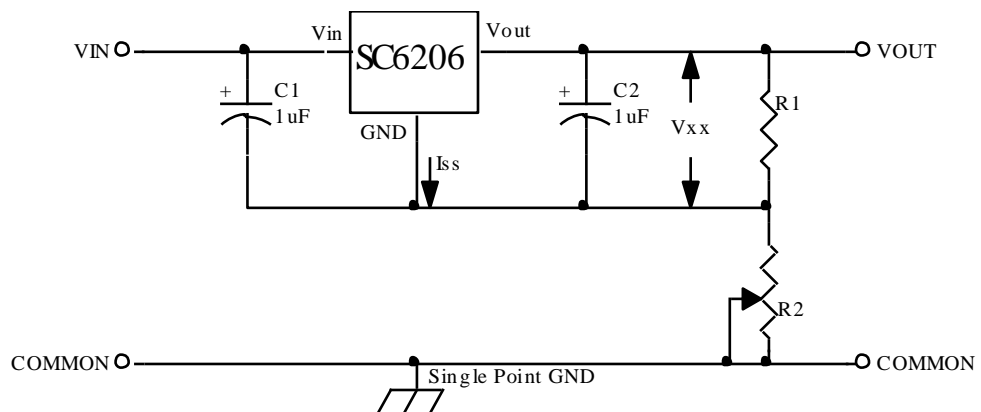 Vin
SC6206
Vout
VIN
VOUT
+
C1
1uF
+
C2
1uF
Vxx
R1
GND
Iss
R2
COMMON
COMMON
Single Point GND